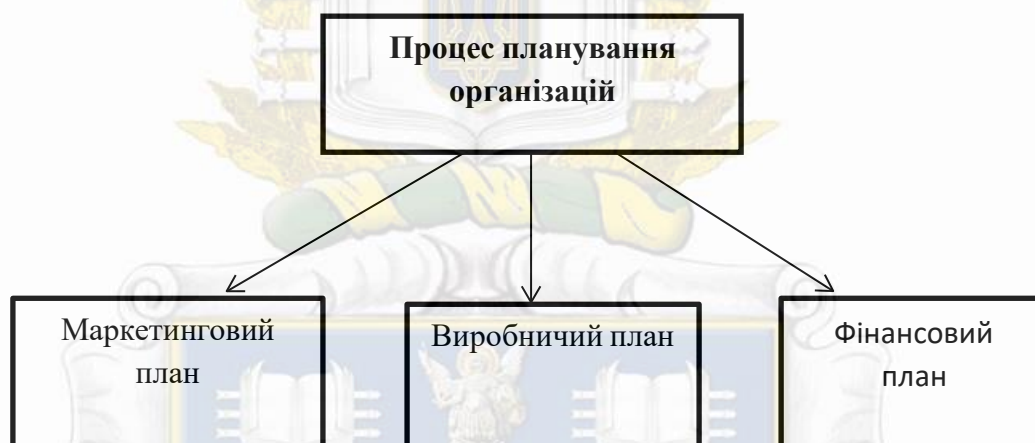 Процес планування
організацій
Маркетинговий
план
Виробничий план
Фінансовий
план